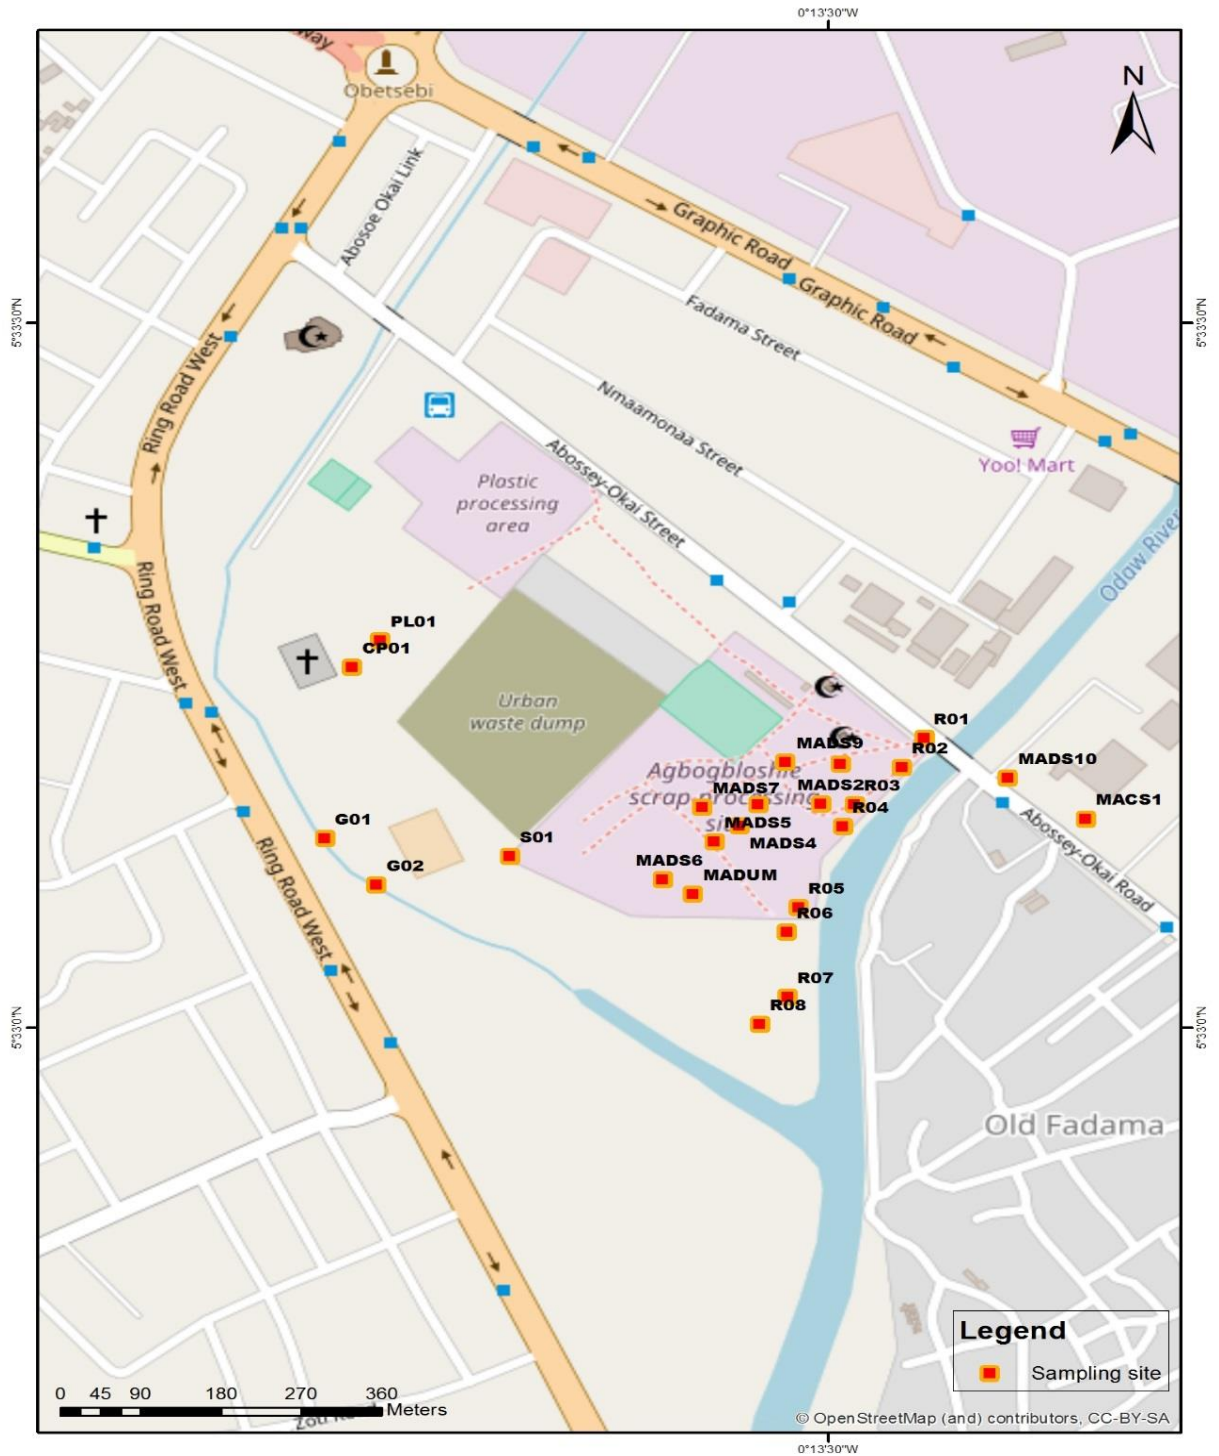 0°13'30"W
way
Obetsebi
N
Abosoe Okai Link
Graphic Road
Graphic Road
5°33'30"N
5°33'30"N
Fadama Street
Ring Road West
Nmaamonaa Street
Abossey-Okai Street
Yoo! Mart
Plastic
processing
area
Odaw River
Ring Road West
PL01
CP01
Urban
waste dump
R01
R02
MADS9
MADS10
Agbogbloshie
scrap processing
site
MADS7
MADS2
R03
R04
MACS1
MADS5
MADS4
G01
S01
Abossey-Okai Road
G02
MADS6
MADUM
R05
R06
Ring Road West
R07
R08
5°33'0"N
5°33'0"N
Old Fadama
Legend
Sampling site
0 45 90 180 270 360
Meters
© OpenStreetMap (and) contributors, CC-BY-SA
0°13'30"W